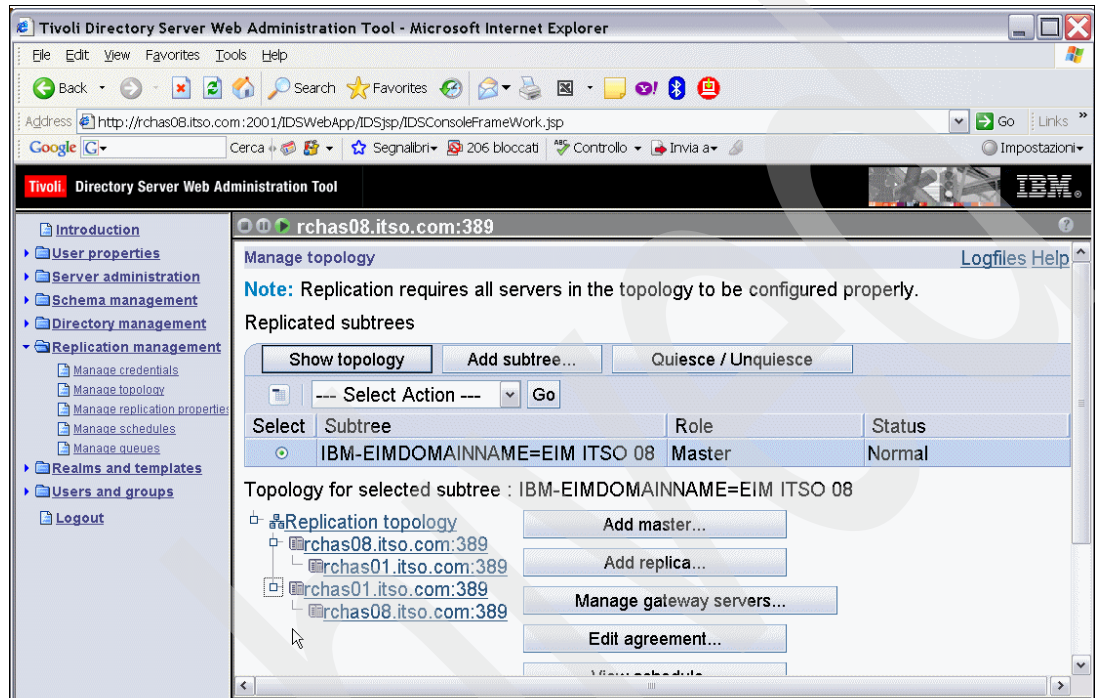 Tivoli Directory Server Web Administration Tool - Microsoft Internet Explorer
File Edit View Favorites Tools Help
Back Search Favorites
Address http://rchas08.itso.com:2001/IDSWebApp/IDSjsp/IDSConsoleFrameWork.jsp Go Links »
Google G Cerca Segnalibri 206 bloccati ABC Controllo Invia a Impostazioni
Tivoli. Directory Server Web Administration Tool IBM®
Introduction
User properties
Server administration
Schema management
Directory management
Replication management
Manage credentials
Manage topology
Manage replication properties
Manage schedules
Manage queues
Realms and templates
Users and groups
Logout
rchas08.itso.com:389 ?
Manage topology Logfiles Help
Note: Replication requires all servers in the topology to be configured properly.
Replicated subtrees
Show topology Add subtree... Quiesce / Unquiesce
--- Select Action --- Go
Select Subtree Role Status
IBM-EIMDOMAINNAME=EIM ITSO 08 Master Normal
Topology for selected subtree : IBM-EIMDOMAINNAME=EIM ITSO 08
Replication topology
rchas08.itso.com:389
rchas01.itso.com:389
rchas01.itso.com:389
rchas08.itso.com:389
Add master...
Add replica...
Manage gateway servers...
Edit agreement...
View schedule